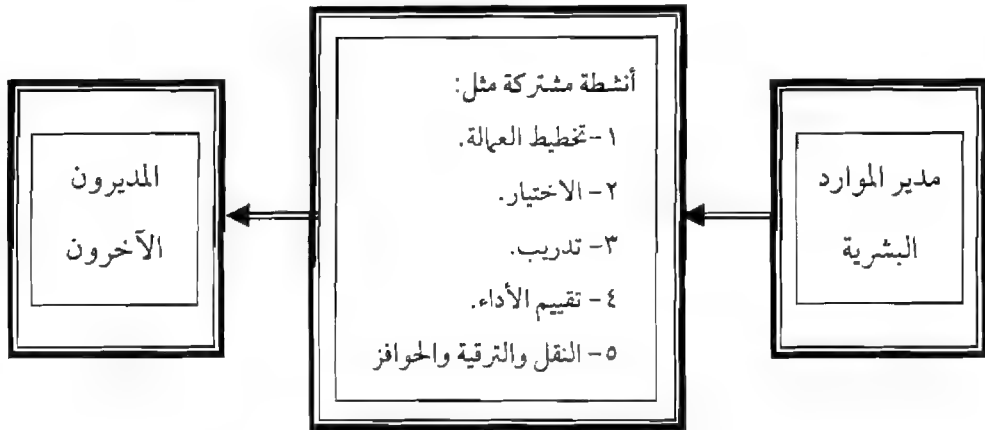 مدير الموارد
البشرية
أنشطة مشتركة مثل:
١- تخطيط العمالة.
٢- الاختيار.
٣- تدريب.
٤- تقييم الأداء.
٥- النقل والترقية والحوافز
المديرون
الآخرون